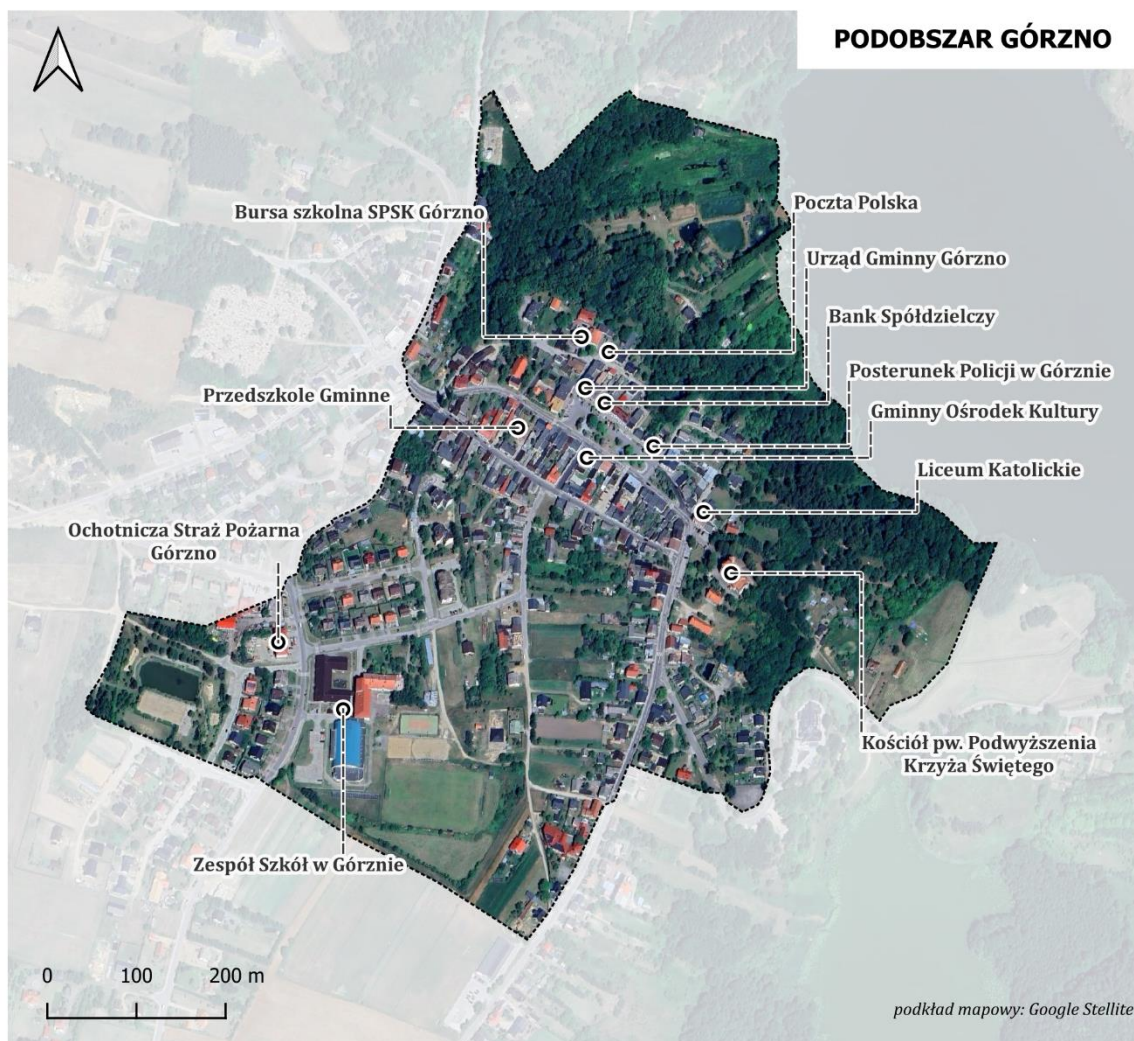 PODOBSZAR GÓRZNO
Bursa szkolna SPSK Górzno
Poczta Polska
Urząd Gminny Górzno
Bank Spółdzielczy
Posterunek Policji w Górznie
Przedszkole Gminne
Gminny Ośrodek Kultury
Liceum Katolickie
Ochotnicza Straż Pożarna
Górzno
Kościół pw. Podwyższenia
Krzyża Świętego
Zespół Szkół w Górznie
0 100 200 m
podkład mapowy: Google Stellite